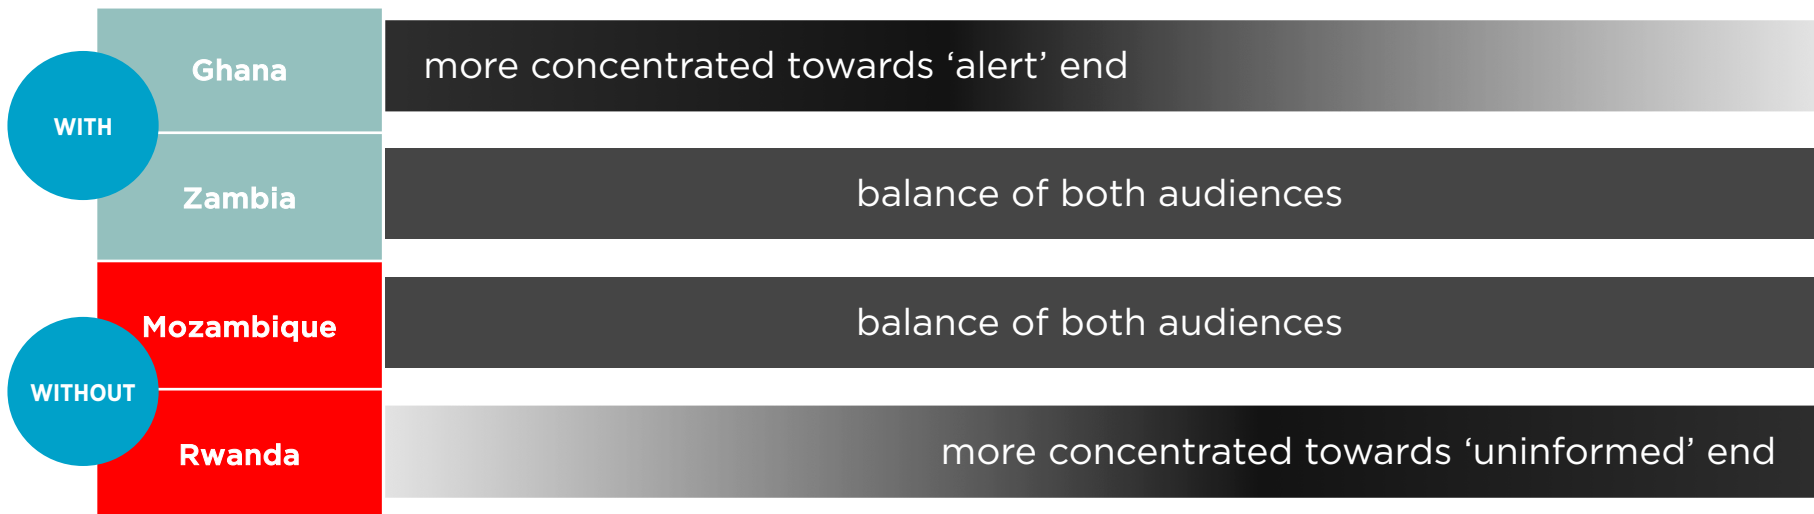 WITH
Ghana
more concentrated towards ‘alert’ end
Zambia
balance of both audiences
WITHOUT
Mozambique
balance of both audiences
Rwanda
more concentrated towards ‘uninformed’ end